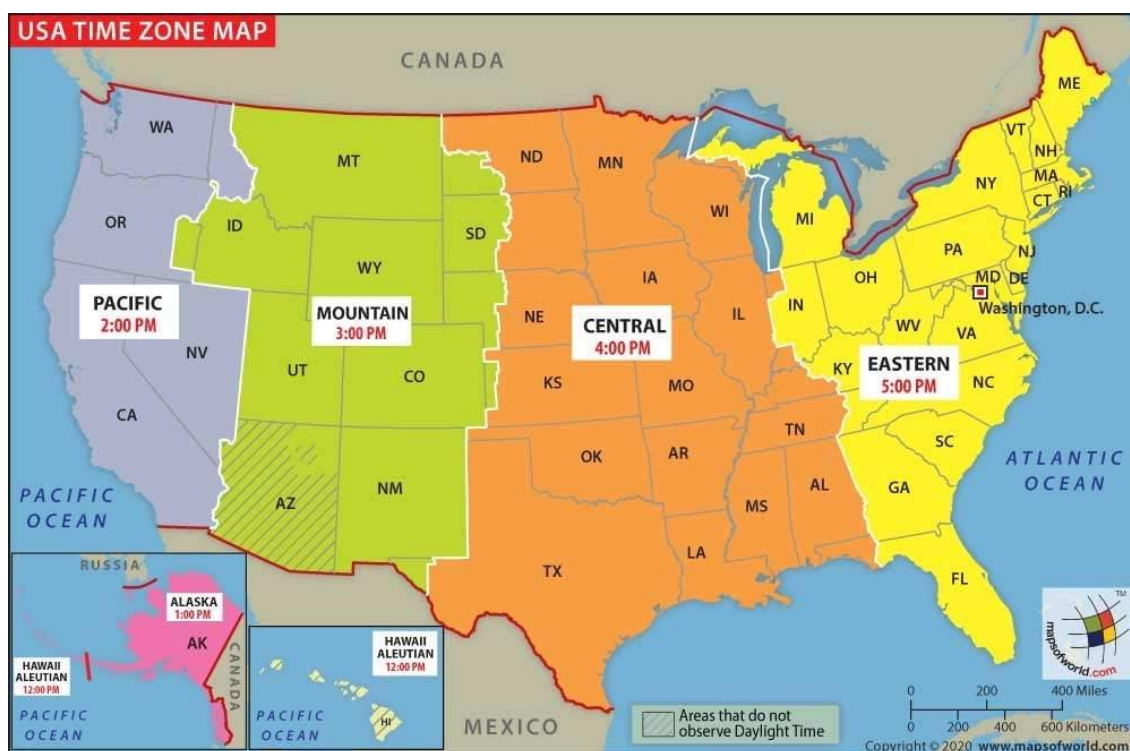 USA TIME ZONE MAP
CANADA
WA
MT
ND
MN
ME
VT
NH
MA
RI
CT
NY
OR
ID
SD
WI
MI
WY
PA
NJ
IA
OH
MD
DE
Washington, D.C.
PACIFIC
2:00 PM
MOUNTAIN
3:00 PM
NE
CENTRAL
4:00 PM
IL
IN
WV
VA
NV
UT
CO
KS
MO
KY
EASTERN
5:00 PM
NC
CA
TN
SC
OK
AR
ATLANTIC
OCEAN
PACIFIC
OCEAN
AZ
NM
MS
AL
GA
TX
LA
FL
RUSSIA
ALASKA
1:00 PM
AK
CANADA
HAWAII
ALEUTIAN
12:00 PM
PACIFIC
OCEAN
HAWAII
ALEUTIAN
12:00 PM
HI
PACIFIC
OCEAN
MEXICO
Areas that do not
observe Daylight Time
TM
mapsofworld.com
0 200 400 Miles
0 200 400 600 Kilometers
Copyright © 2020 www.mapsofworld.com